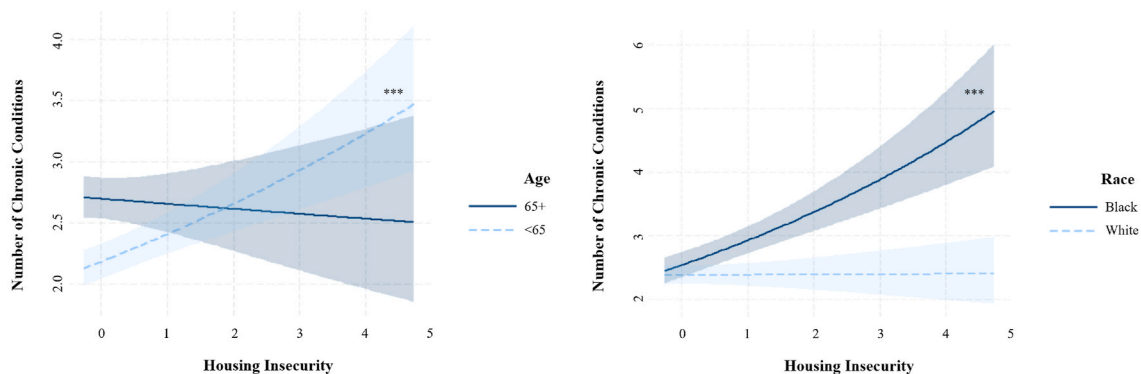 Number of Chronic Conditions
4.0
3.5
3.0
2.5
2.0
***
0 1 2 3 4 5
Housing Insecurity
Age
65+
<65
Number of Chronic Conditions
6
5
4
3
2
***
0 1 2 3 4 5
Housing Insecurity
Race
Black
White